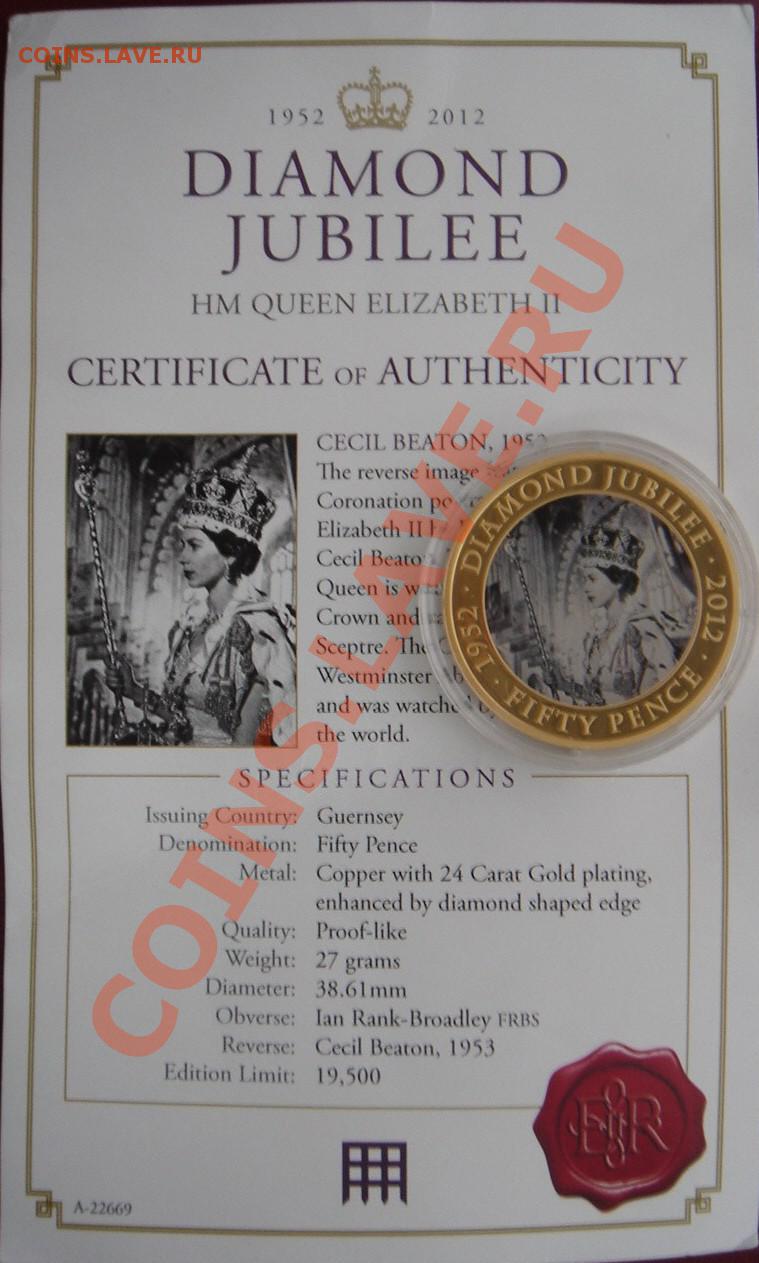 COINS.LAVE.RU
1952 2012
DIAMOND
JUBILEE
HM QUEEN ELIZABETH II
CERTIFICATE OF AUTHENTICITY
CECIL BEATON, 195
The reverse image
Coronation
Elizabeth II
Cecil Beaton
Queen is
Crown and
Sceptre. The
Westminster
and was watched
the world.
1952 · DIAMOND JUBILEE · 2012 · FIFTY PENCE ·
SPECIFICATIONS
Issuing Country: Guernsey
Denomination: Fifty Pence
Metal: Copper with 24 Carat Gold plating,
enhanced by diamond shaped edge
Quality: Proof-like
Weight: 27 grams
Diameter: 38.61mm
Obverse: Ian Rank-Broadley FRBS
Reverse: Cecil Beaton, 1953
Edition Limit: 19,500
EIIR
A-22669
COINS.LAVE.RU